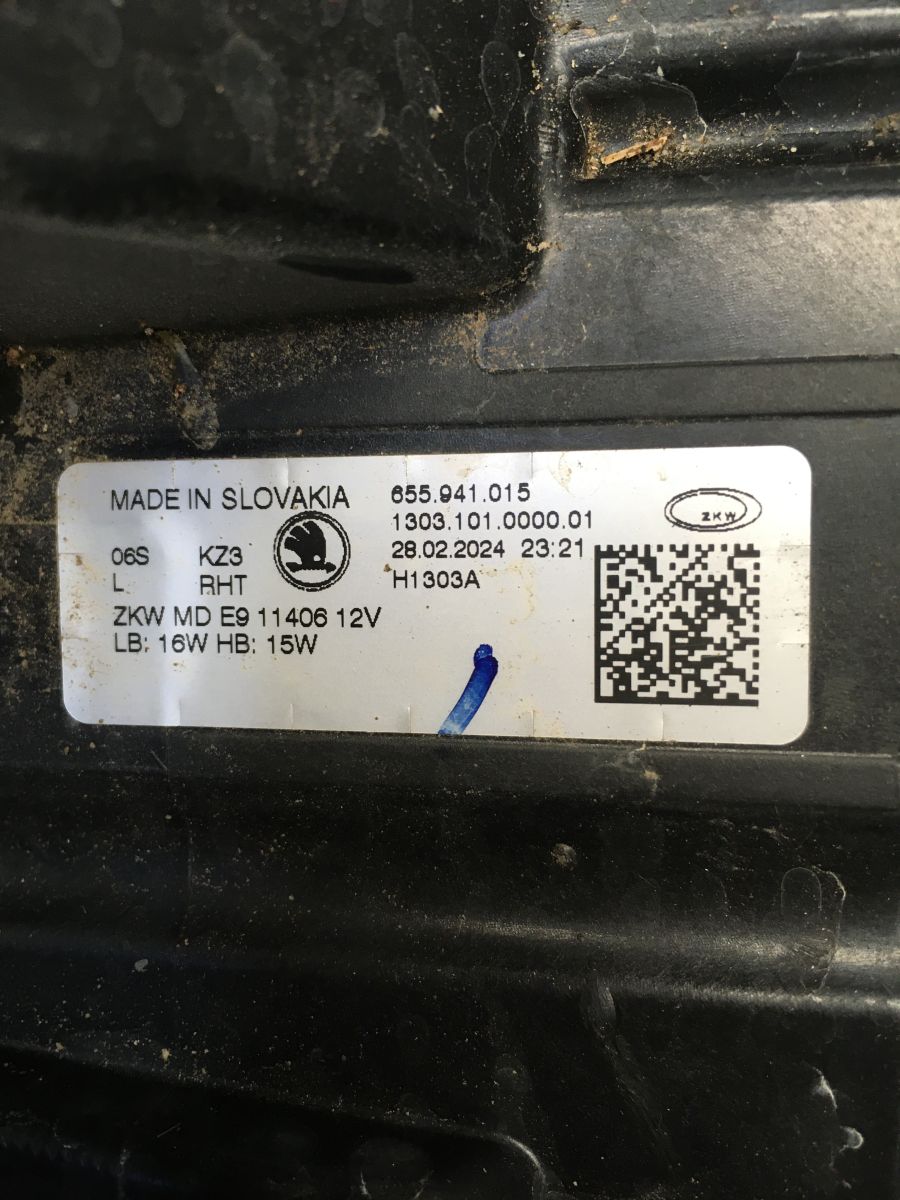 MADE IN SLOVAKIA
655.941.015
1303.101.0000.01
ZKW
06S KZ3
28.02.2024 23:21
L RHT
H1303A
ZKW MD E9 11406 12V
LB: 16W HB: 15W